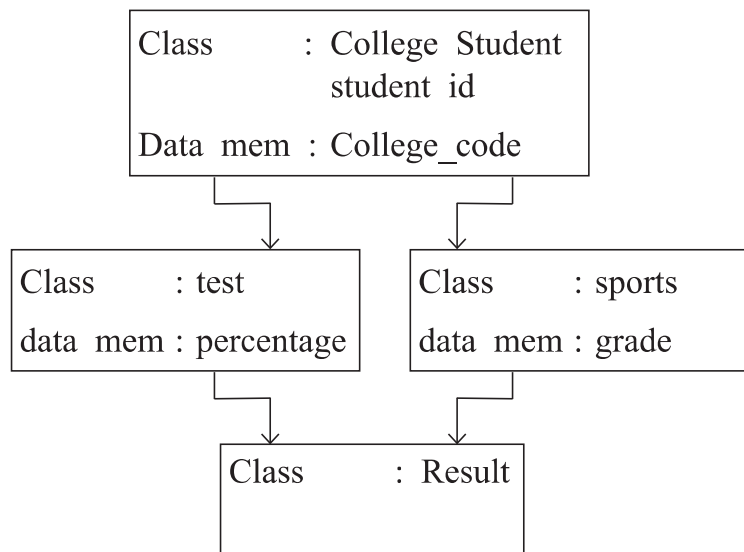 Class : College Student
student id
Data mem : College_code
Class : test
data mem : percentage
Class : sports
data mem : grade
Class : Result